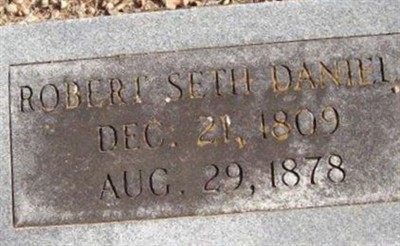 ROBERT SETH DANIEL
DEC. 21, 1809
AUG. 29, 1878